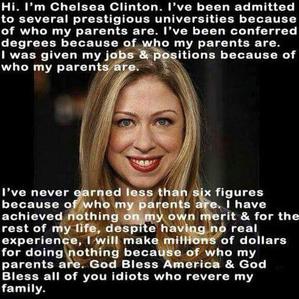 Hi. I'm Chelsea Clinton. I've been admitted
to several prestigious universities because
of who my parents are. I've been conferred
degrees because of who my parents are.
I was given my jobs & positions because of
who my parents are.
I've never earned less than six figures
because of who my parents are. I have
achieved nothing on my own merit & for the
rest of my life, despite having no real
experience, I will make millions of dollars
for doing nothing because of who my
parents are. God Bless America & God
Bless all of you idiots who revere my
family.